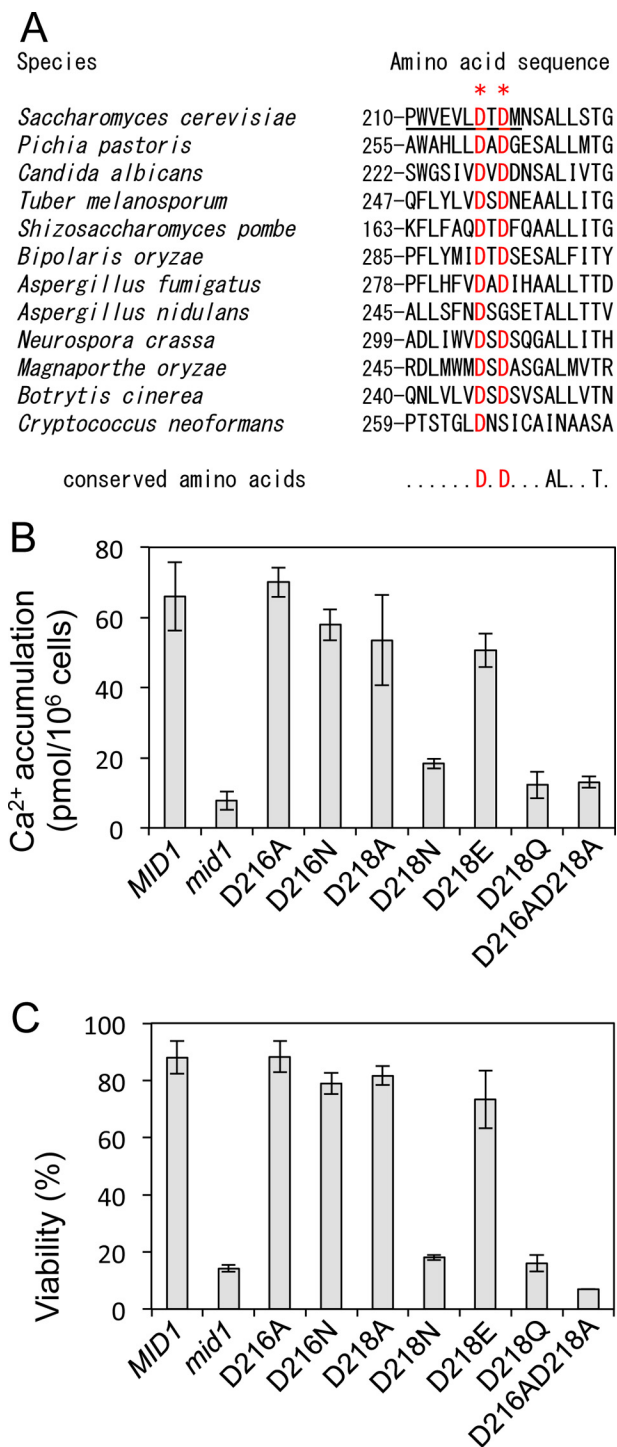 A
Species Amino acid sequence
* *
Saccharomyces cerevisiae 210-PWVEVLDTDMNSALLSTG
Pichia pastoris 255-AWAHLLDADGESALLMTG
Candida albicans 222-SWGSIVDVDDNSALIVTG
Tuber melanosporum 247-QFLYLVDSDNEAALLITG
Shizosaccharomyces pombe 163-KFLFAQDTDFQAALLITG
Bipolaris oryzae 285-PFLYMIDTDSESALFITY
Aspergillus fumigatus 278-PFLHFVDADIHAALLTTD
Aspergillus nidulans 245-ALLSFNDSGSETALLTTV
Neurospora crassa 299-ADLIWVDSDSQGALLITH
Magnaporthe oryzae 245-RDLMWMDSDASGALMVTR
Botrytis cinerea 240-QNLVLVDSDSVSALLVTN
Cryptococcus neoformans 259-PTSTGLDNSICAINAASA
conserved amino acids ......D.D...AL..T.
B
Ca2+ accumulation
(pmol/10⁶ cells)
80
60
40
20
0
MID1 mid1 D216A D216N D218A D218N D218E D218Q D216AD218A
C
Viability (%)
100
80
60
40
20
0
MID1 mid1 D216A D216N D218A D218N D218E D218Q D216AD218A